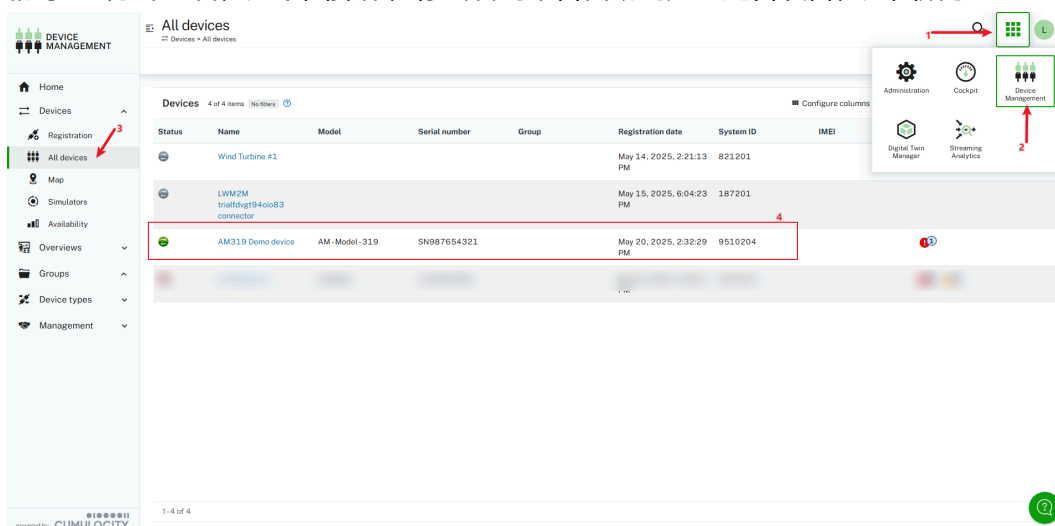 DEVICE
MANAGEMENT
All devices
Devices > All devices
1
L
Administration
Cockpit
Device
Management
Digital Twin
Manager
Streaming
Analytics
2
Home
Devices
Registration
3
All devices
Map
Simulators
Availability
Overviews
Groups
Device types
Management
Devices 4 of 4 items No filters
Configure columns
Status Name Model Serial number Group Registration date System ID IMEI
Wind Turbine #1 May 14, 2025, 2:21:13 PM 821201
LWM2M
trialfdvgt94oio83
connector
May 15, 2025, 6:04:23 PM 187201
4
AM319 Demo device AM-Model-319 SN987654321 May 20, 2025, 2:32:29 PM 9510204
1 1
1-4 of 4
powered by CUMULOCITY